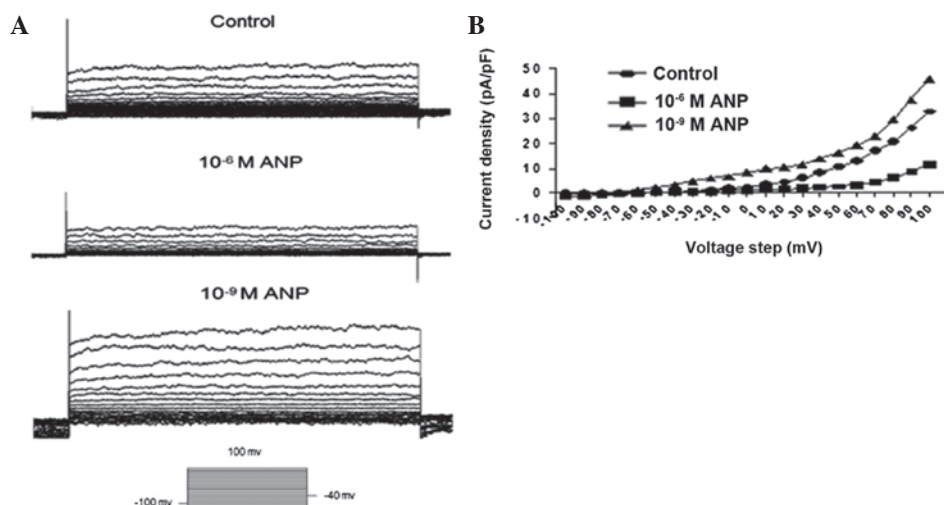 A
Control
10⁻⁶ M ANP
10⁻⁹ M ANP
100 mv
-100 mv
-40 mv
B
Current density (pA/pF)
50
40
30
20
10
0
-10
Control
10⁻⁶ M ANP
10⁻⁹ M ANP
-100 -90 -80 -70 -60 -50 -40 -30 -20 -10 0 10 20 30 40 50 60 70 80 90 100
Voltage step (mV)